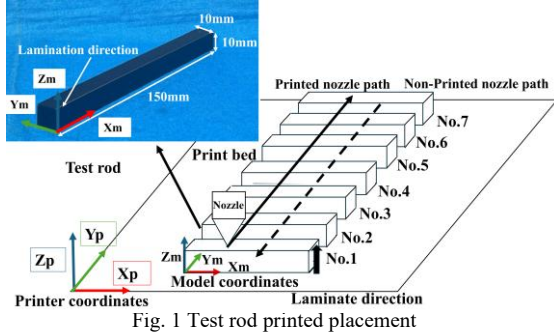 10mm
10mm
Lamination direction
Zm
150mm
Ym
Xm
Printed nozzle path
Non-Printed nozzle path
No.7
No.6
Test rod
Print bed
No.5
No.4
Nozzle
No.3
No.2
Yp
Zp
Zm
Ym
No.1
Xp
Xm
Model coordinates
Printer coordinates
Laminate direction
Fig. 1 Test rod printed placement